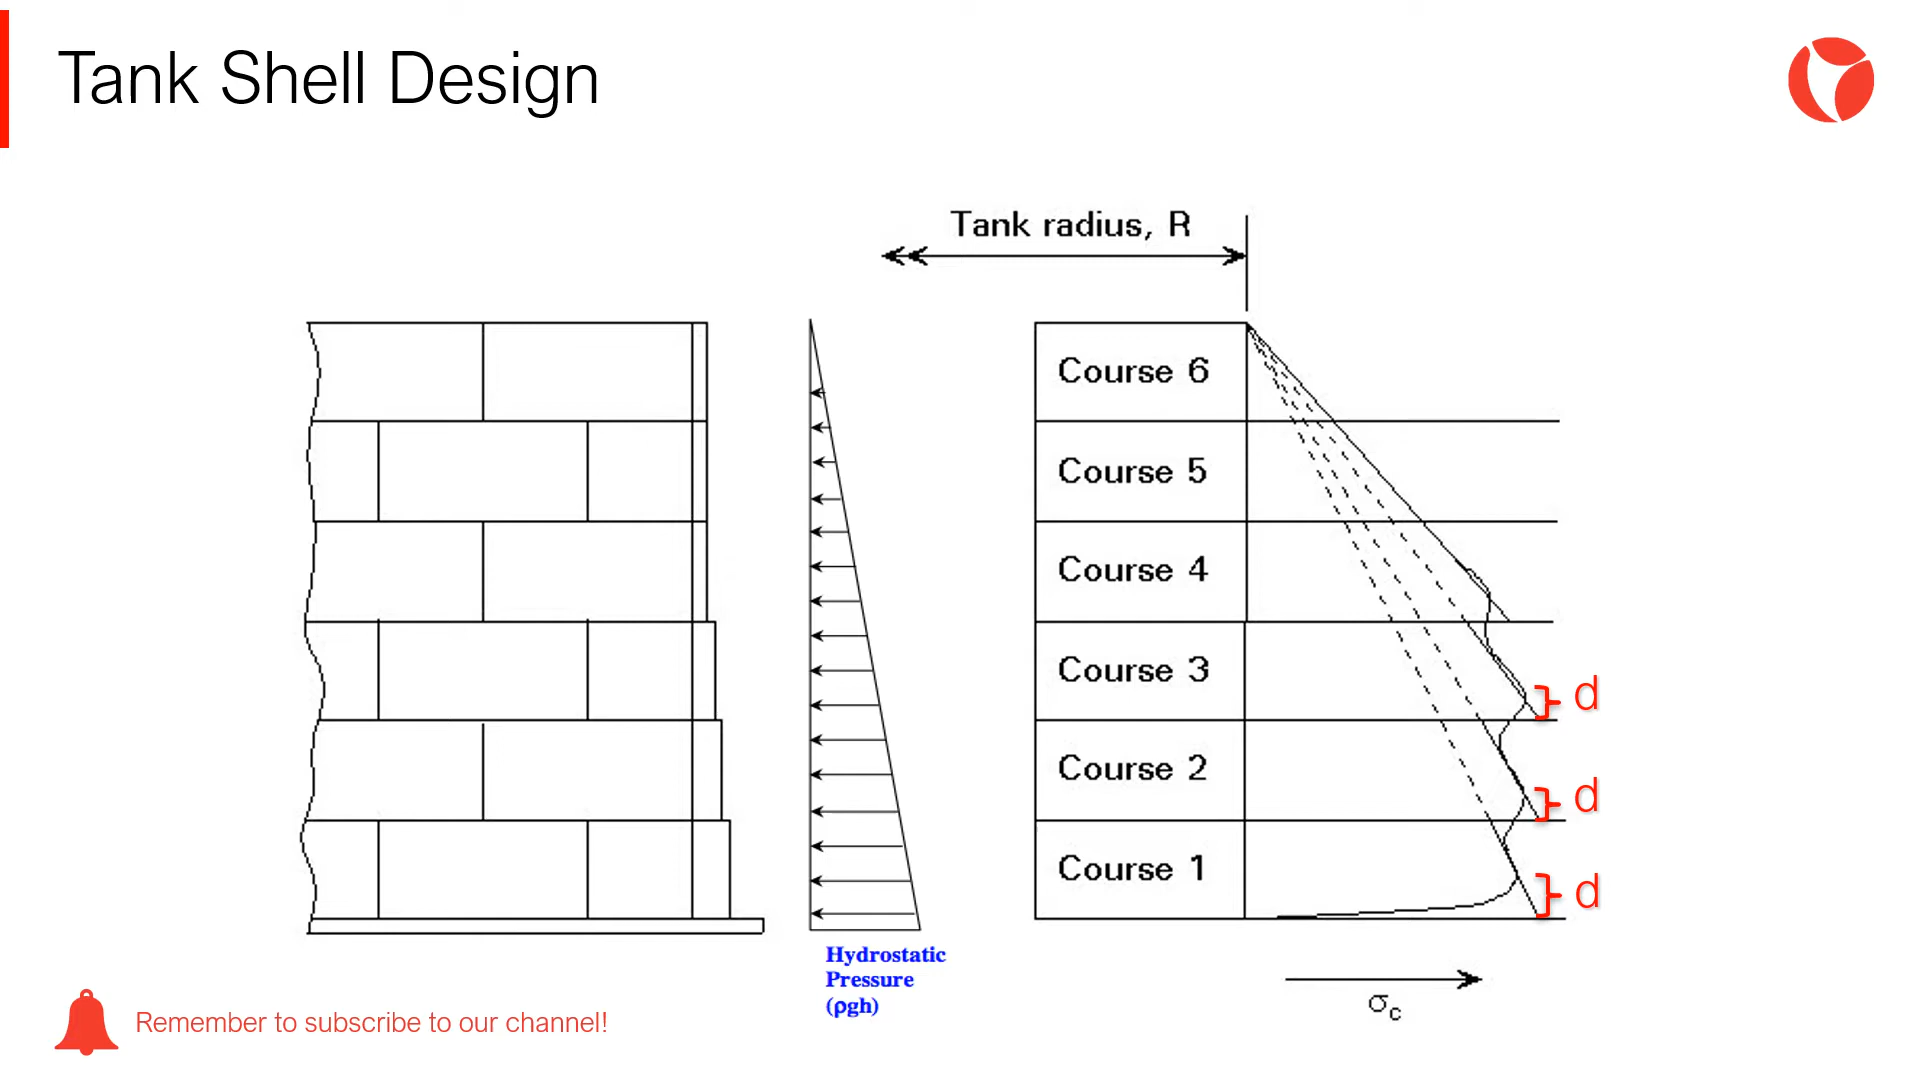 Tank Shell Design
Tank radius, R
Course 6
Course 5
Course 4
Course 3
d
Course 2
d
Course 1
d
Hydrostatic
Pressure
(ρgh)
σc
Remember to subscribe to our channel!